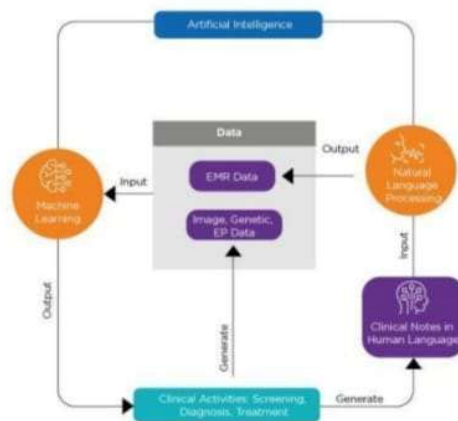 Artificial Intelligence
Data
Output
EMR Data
Natural
Language
Processing
Input
Machine
Learning
Image, Genetic,
EP Data
Input
Output
Generate
Clinical Notes in
Human Language
Clinical Activities: Screening,
Diagnosis, Treatment
Generate